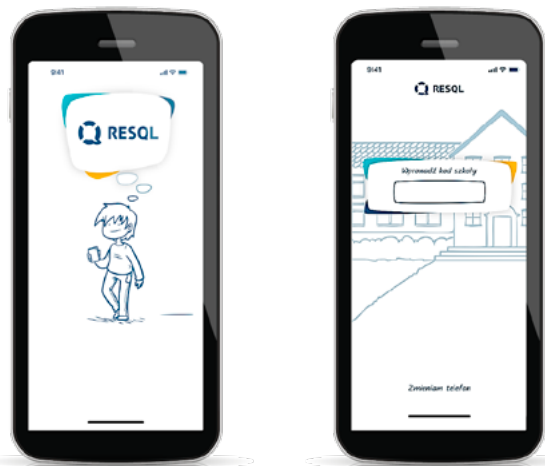 9:41
RESQL
9:41
RESQL
Wprowadź kod szkoły
Zmieniam telefon